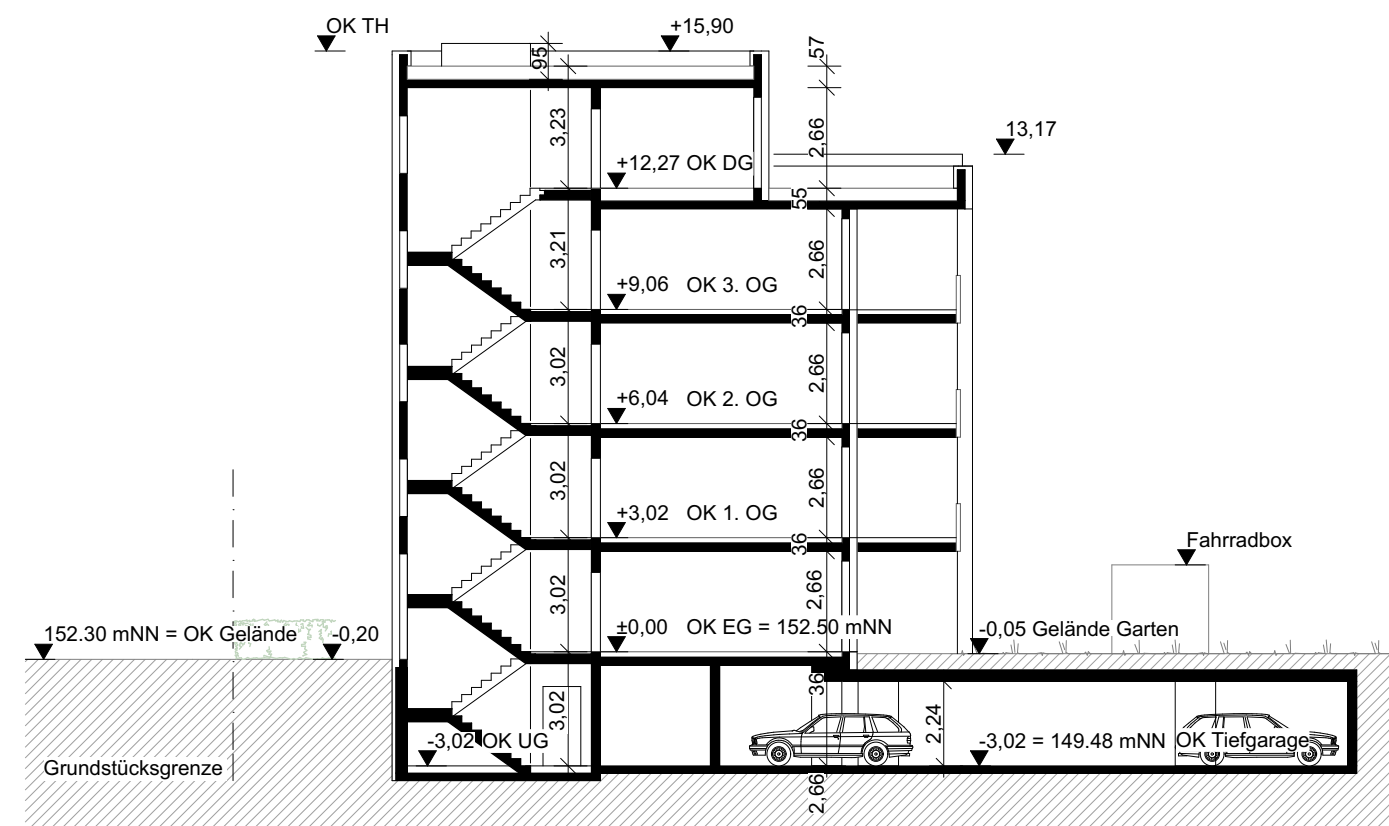 OK TH
+15,90
57
95
3,23
2,66
13,17
+12,27 OK DG
55
3,21
2,66
+9,06 OK 3. OG
36
3,02
2,66
+6,04 OK 2. OG
36
3,02
2,66
+3,02 OK 1. OG
36
Fahrradbox
3,02
2,66
152.30 mNN = OK Gelände
-0,20
±0,00 OK EG = 152.50 mNN
-0,05 Gelände Garten
36
3,02
2,24
-3,02 OK UG
-3,02 = 149.48 mNN OK Tiefgarage
Grundstücksgrenze
2,66